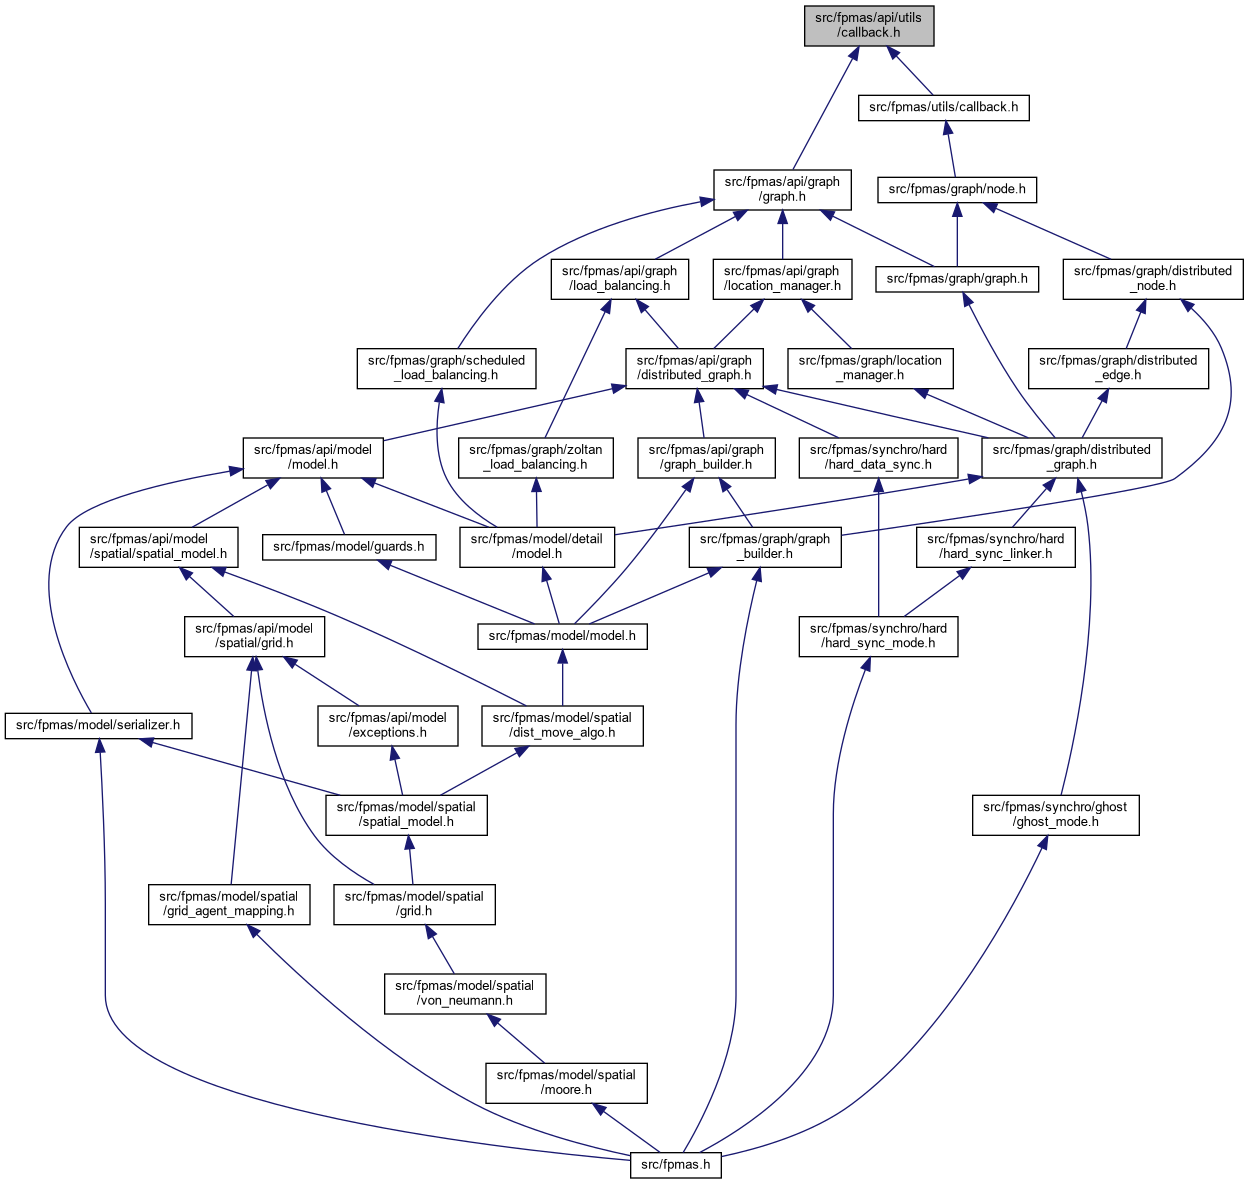 src/fpmas/api/utils
/callback.h
src/fpmas/utils/callback.h
src/fpmas/api/graph
/graph.h
src/fpmas/graph/node.h
src/fpmas/api/graph
/load_balancing.h
src/fpmas/api/graph
/location_manager.h
src/fpmas/graph/graph.h
src/fpmas/graph/distributed
_node.h
src/fpmas/graph/scheduled
_load_balancing.h
src/fpmas/api/graph
/distributed_graph.h
src/fpmas/graph/location
_manager.h
src/fpmas/graph/distributed
_edge.h
src/fpmas/api/model
/model.h
src/fpmas/graph/zoltan
_load_balancing.h
src/fpmas/api/graph
/graph_builder.h
src/fpmas/synchro/hard
/hard_data_sync.h
src/fpmas/graph/distributed
_graph.h
src/fpmas/api/model
/spatial/spatial_model.h
src/fpmas/model/guards.h
src/fpmas/model/detail
/model.h
src/fpmas/graph/graph
_builder.h
src/fpmas/synchro/hard
/hard_sync_linker.h
src/fpmas/api/model
/spatial/grid.h
src/fpmas/model/model.h
src/fpmas/synchro/hard
/hard_sync_mode.h
src/fpmas/model/serializer.h
src/fpmas/api/model
/exceptions.h
src/fpmas/model/spatial
/dist_move_algo.h
src/fpmas/model/spatial
/spatial_model.h
src/fpmas/synchro/ghost
/ghost_mode.h
src/fpmas/model/spatial
/grid_agent_mapping.h
src/fpmas/model/spatial
/grid.h
src/fpmas/model/spatial
/von_neumann.h
src/fpmas/model/spatial
/moore.h
src/fpmas.h